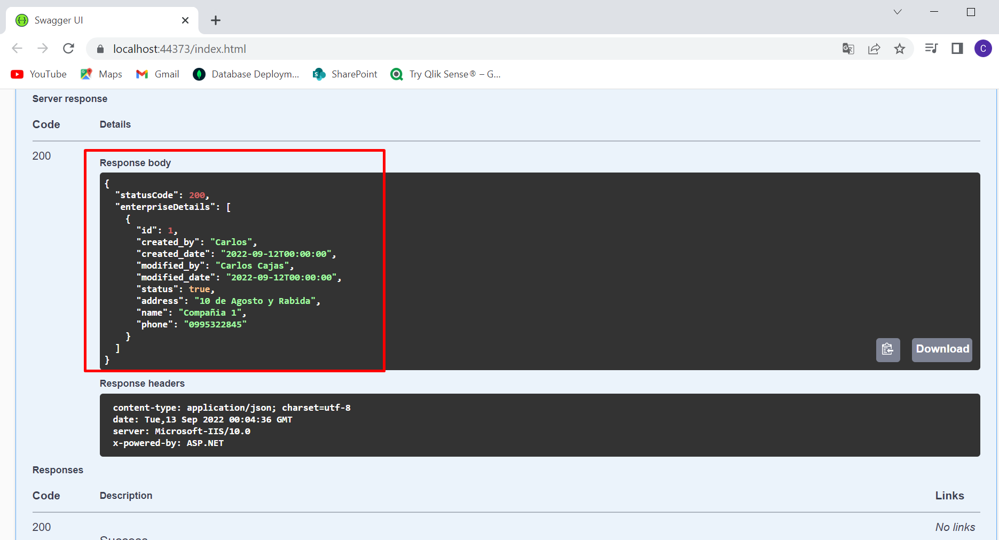 Swagger UI
localhost:44373/index.html
C
YouTube Maps Gmail Database Deploym... SharePoint Try Qlik Sense® – G...
Server response
Code Details
200
Response body
{
"statusCode": 200,
"enterpriseDetails": [
{
"id": 1,
"created_by": "Carlos",
"created_date": "2022-09-12T00:00:00",
"modified_by": "Carlos Cajas",
"modified_date": "2022-09-12T00:00:00",
"status": true,
"address": "10 de Agosto y Rabida",
"name": "Compañia 1",
"phone": "0995322845"
}
]
}
Download
Response headers
content-type: application/json; charset=utf-8
date: Tue,13 Sep 2022 00:04:36 GMT
server: Microsoft-IIS/10.0
x-powered-by: ASP.NET
Responses
Code Description Links
200 No links
Success